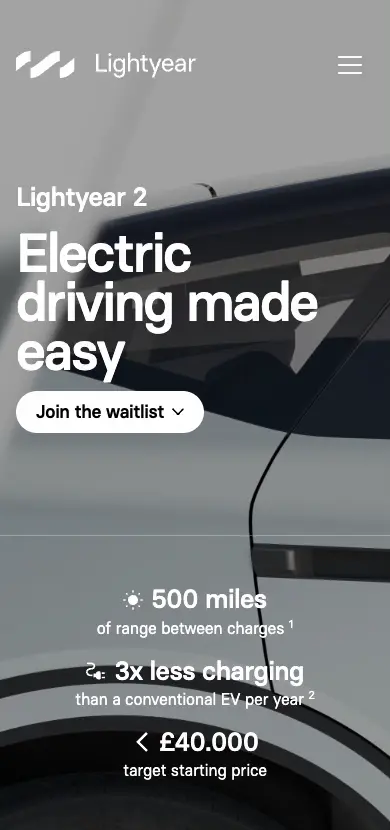 Lightyear
Lightyear 2
Electric
driving made
easy
Join the waitlist
500 miles
of range between charges ¹
3x less charging
than a conventional EV per year ²
< £40.000
target starting price